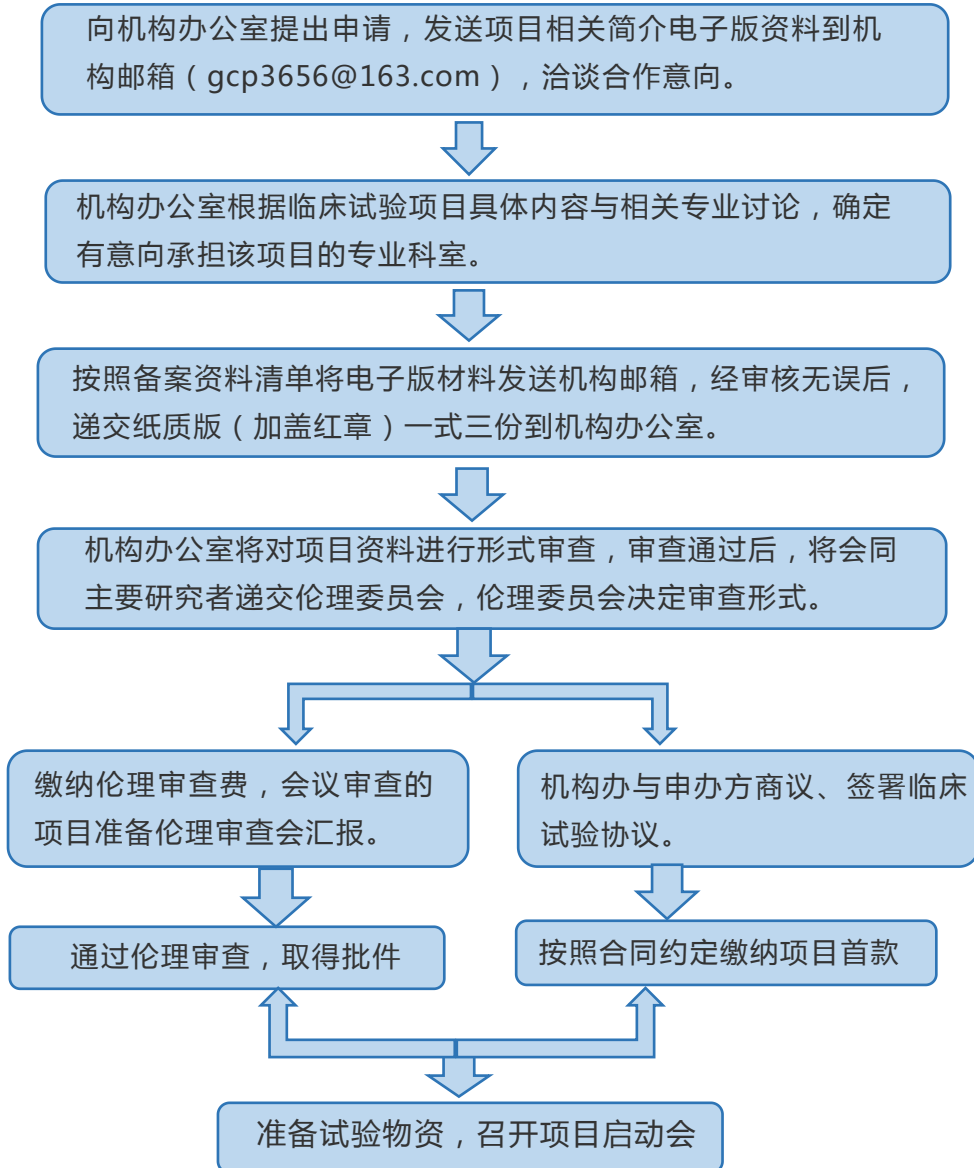 向机构办公室提出申请，发送项目相关简介电子版资料到机
构邮箱（gcp3656@163.com），洽谈合作意向。
机构办公室根据临床试验项目具体内容与相关专业讨论，确定
有意向承担该项目的专业科室。
按照备案资料清单将电子版材料发送机构邮箱，经审核无误后，
递交纸质版（加盖红章）一式三份到机构办公室。
机构办公室将对项目资料进行形式审查，审查通过后，将会同
主要研究者递交伦理委员会，伦理委员会决定审查形式。
缴纳伦理审查费，会议审查的
项目准备伦理审查会汇报。
机构办与申办方商议、签署临床
试验协议。
通过伦理审查，取得批件
按照合同约定缴纳项目首款
准备试验物资，召开项目启动会